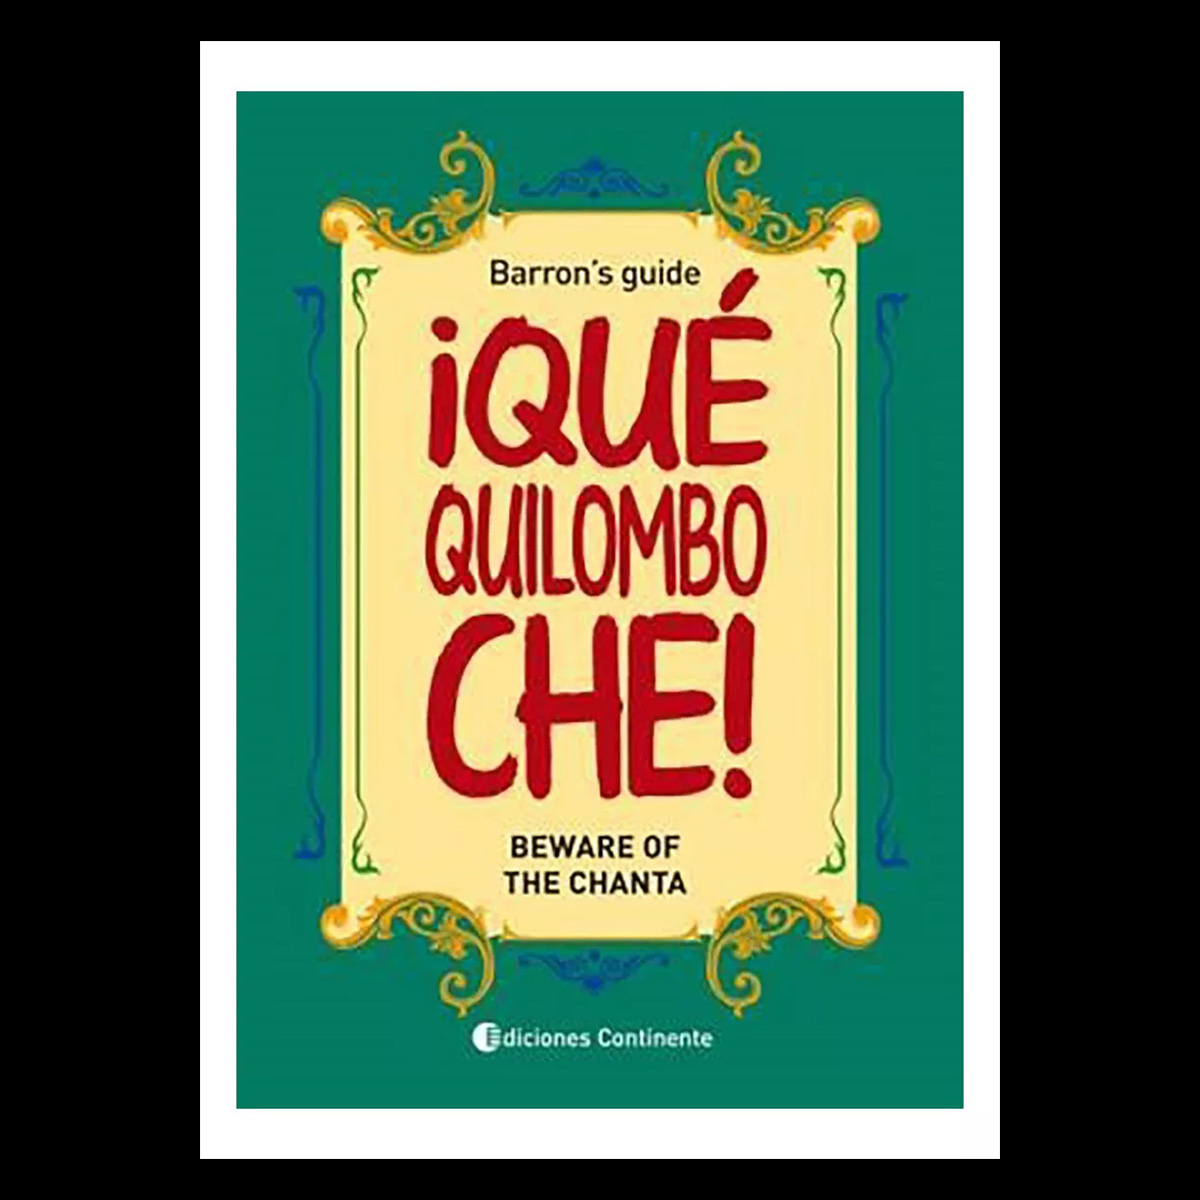 Barron's guide
¡QUÉ
QUILOMBO
CHE!
BEWARE OF
THE CHANTA
Ediciones Continente